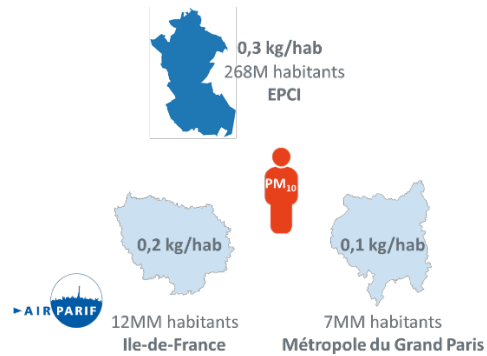 0,3 kg/hab
268M habitants
EPCI
PM10
0,2 kg/hab
0,1 kg/hab
AIRPARIF
12MM habitants
Ile-de-France
7MM habitants
Métropole du Grand Paris